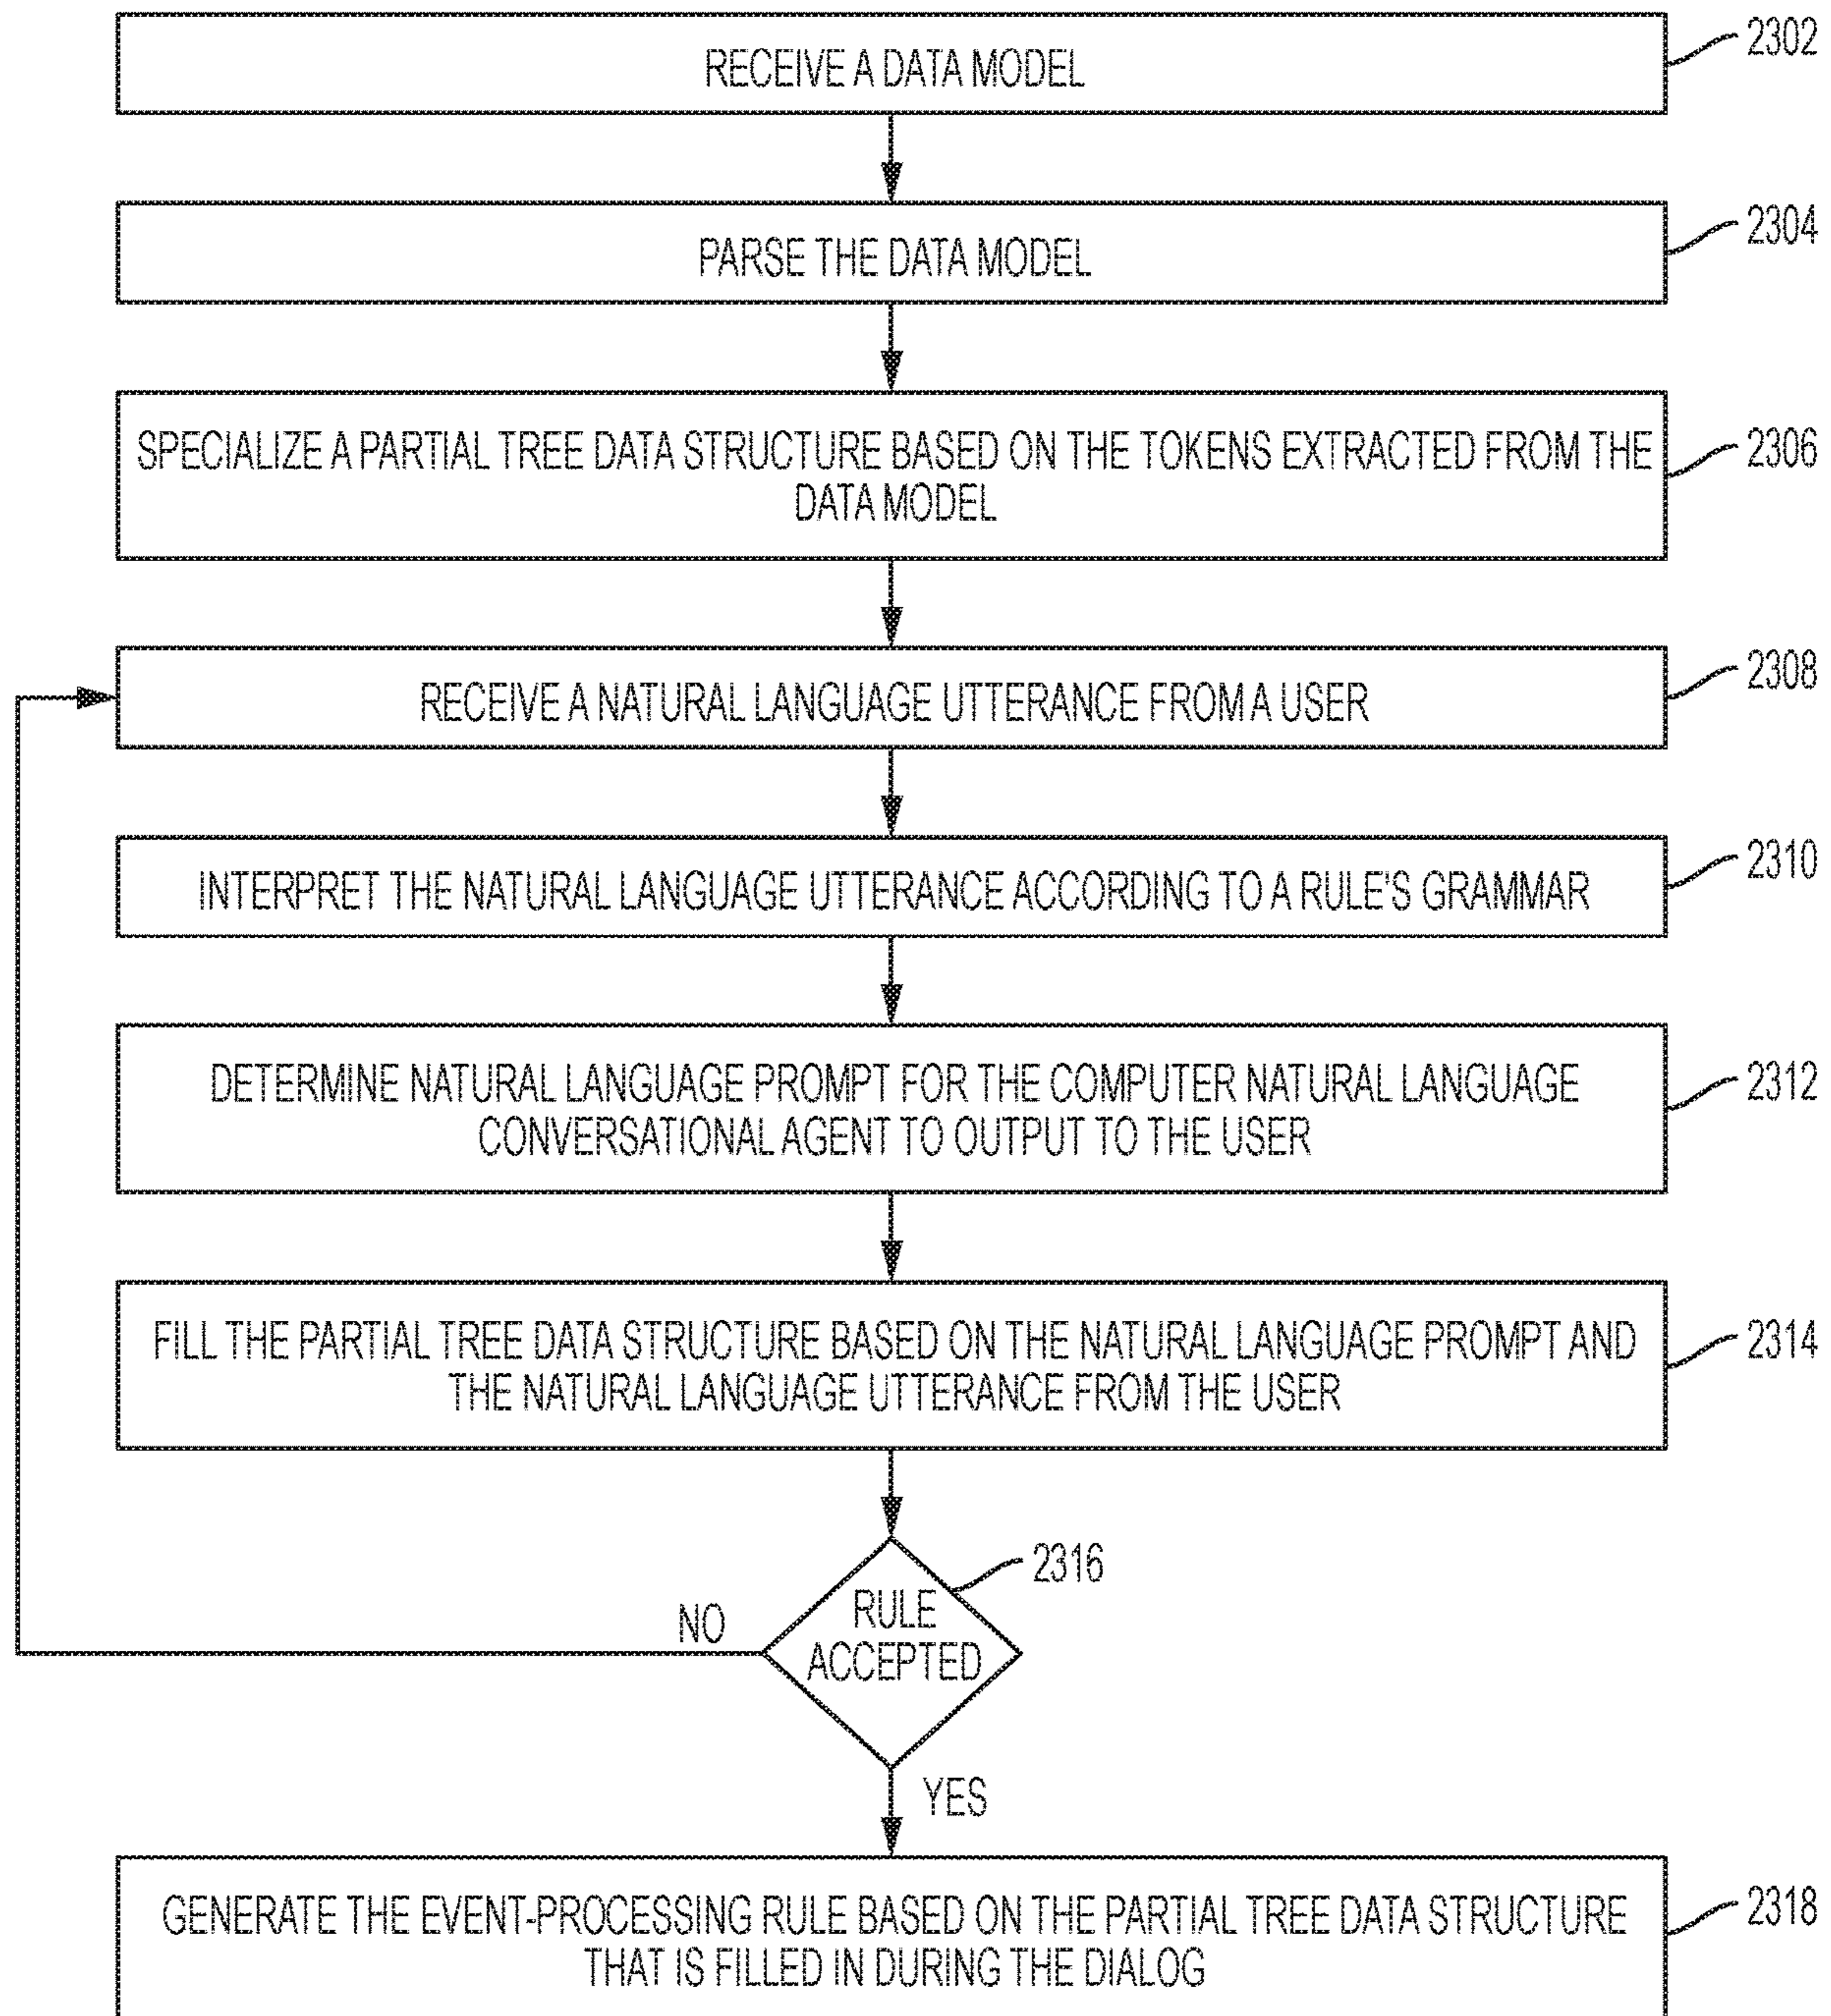 RECEIVE A DATA MODEL
2302
PARSE THE DATA MODEL
2304
SPECIALIZE A PARTIAL TREE DATA STRUCTURE BASED ON THE TOKENS EXTRACTED FROM THE
DATA MODEL
2306
RECEIVE A NATURAL LANGUAGE UTTERANCE FROM A USER
2308
INTERPRET THE NATURAL LANGUAGE UTTERANCE ACCORDING TO A RULE'S GRAMMAR
2310
DETERMINE NATURAL LANGUAGE PROMPT FOR THE COMPUTER NATURAL LANGUAGE
CONVERSATIONAL AGENT TO OUTPUT TO THE USER
2312
FILL THE PARTIAL TREE DATA STRUCTURE BASED ON THE NATURAL LANGUAGE PROMPT AND
THE NATURAL LANGUAGE UTTERANCE FROM THE USER
2314
2316
RULE
ACCEPTED
NO
YES
GENERATE THE EVENT-PROCESSING RULE BASED ON THE PARTIAL TREE DATA STRUCTURE
THAT IS FILLED IN DURING THE DIALOG
2318